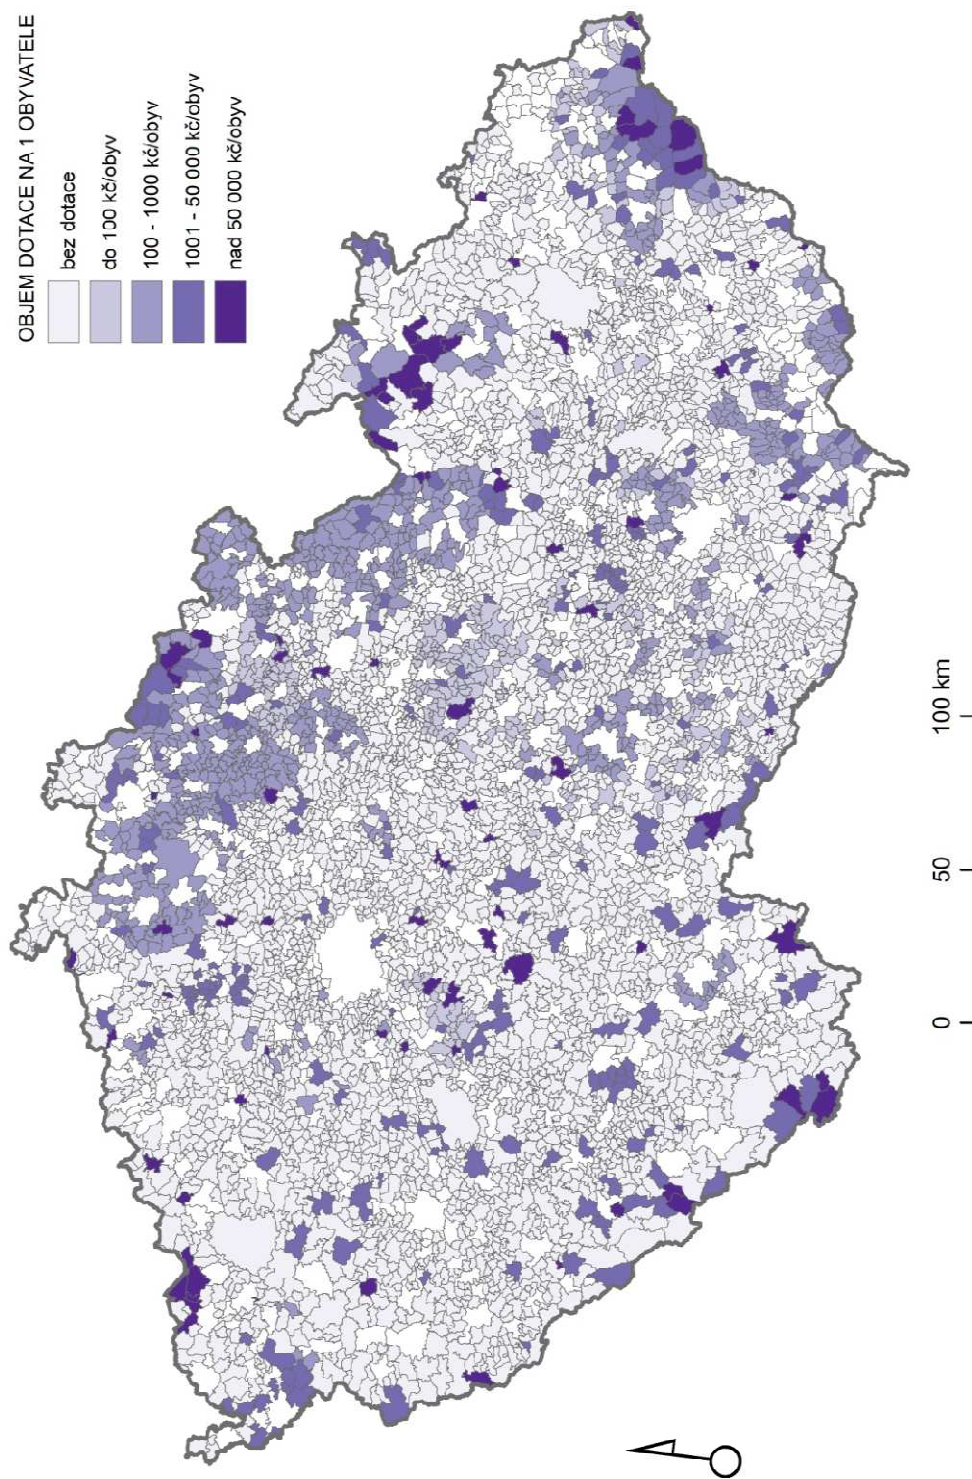 OBJEM DOTACE NA 1 OBYVATELE
bez dotace
do 100 kč/obyv
100 - 1000 kč/obyv
1001 - 50 000 kč/obyv
nad 50 000 kč/obyv
0 50 100 km